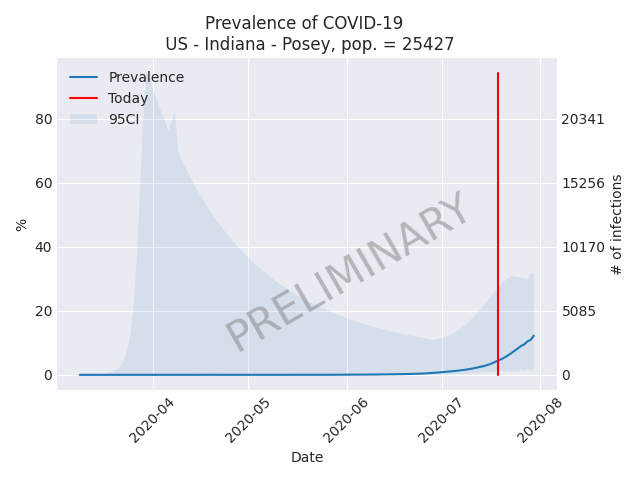 Prevalence of COVID-19
US - Indiana - Posey, pop. = 25427
Prevalence
Today
95CI
PRELIMINARY
80
60
40
20
0
%
20341
15256
10170
5085
0
# of infections
2020-04
2020-05
2020-06
2020-07
2020-08
Date